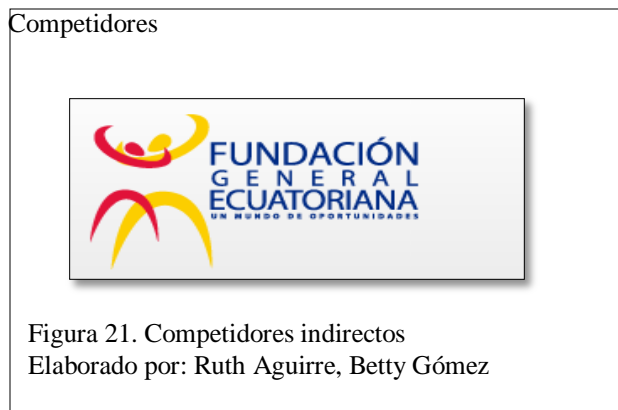 Competidores
FUNDACIÓN
GENERAL
ECUATORIANA
UN MUNDO DE OPORTUNIDADES
Figura 21. Competidores indirectos
Elaborado por: Ruth Aguirre, Betty Gómez